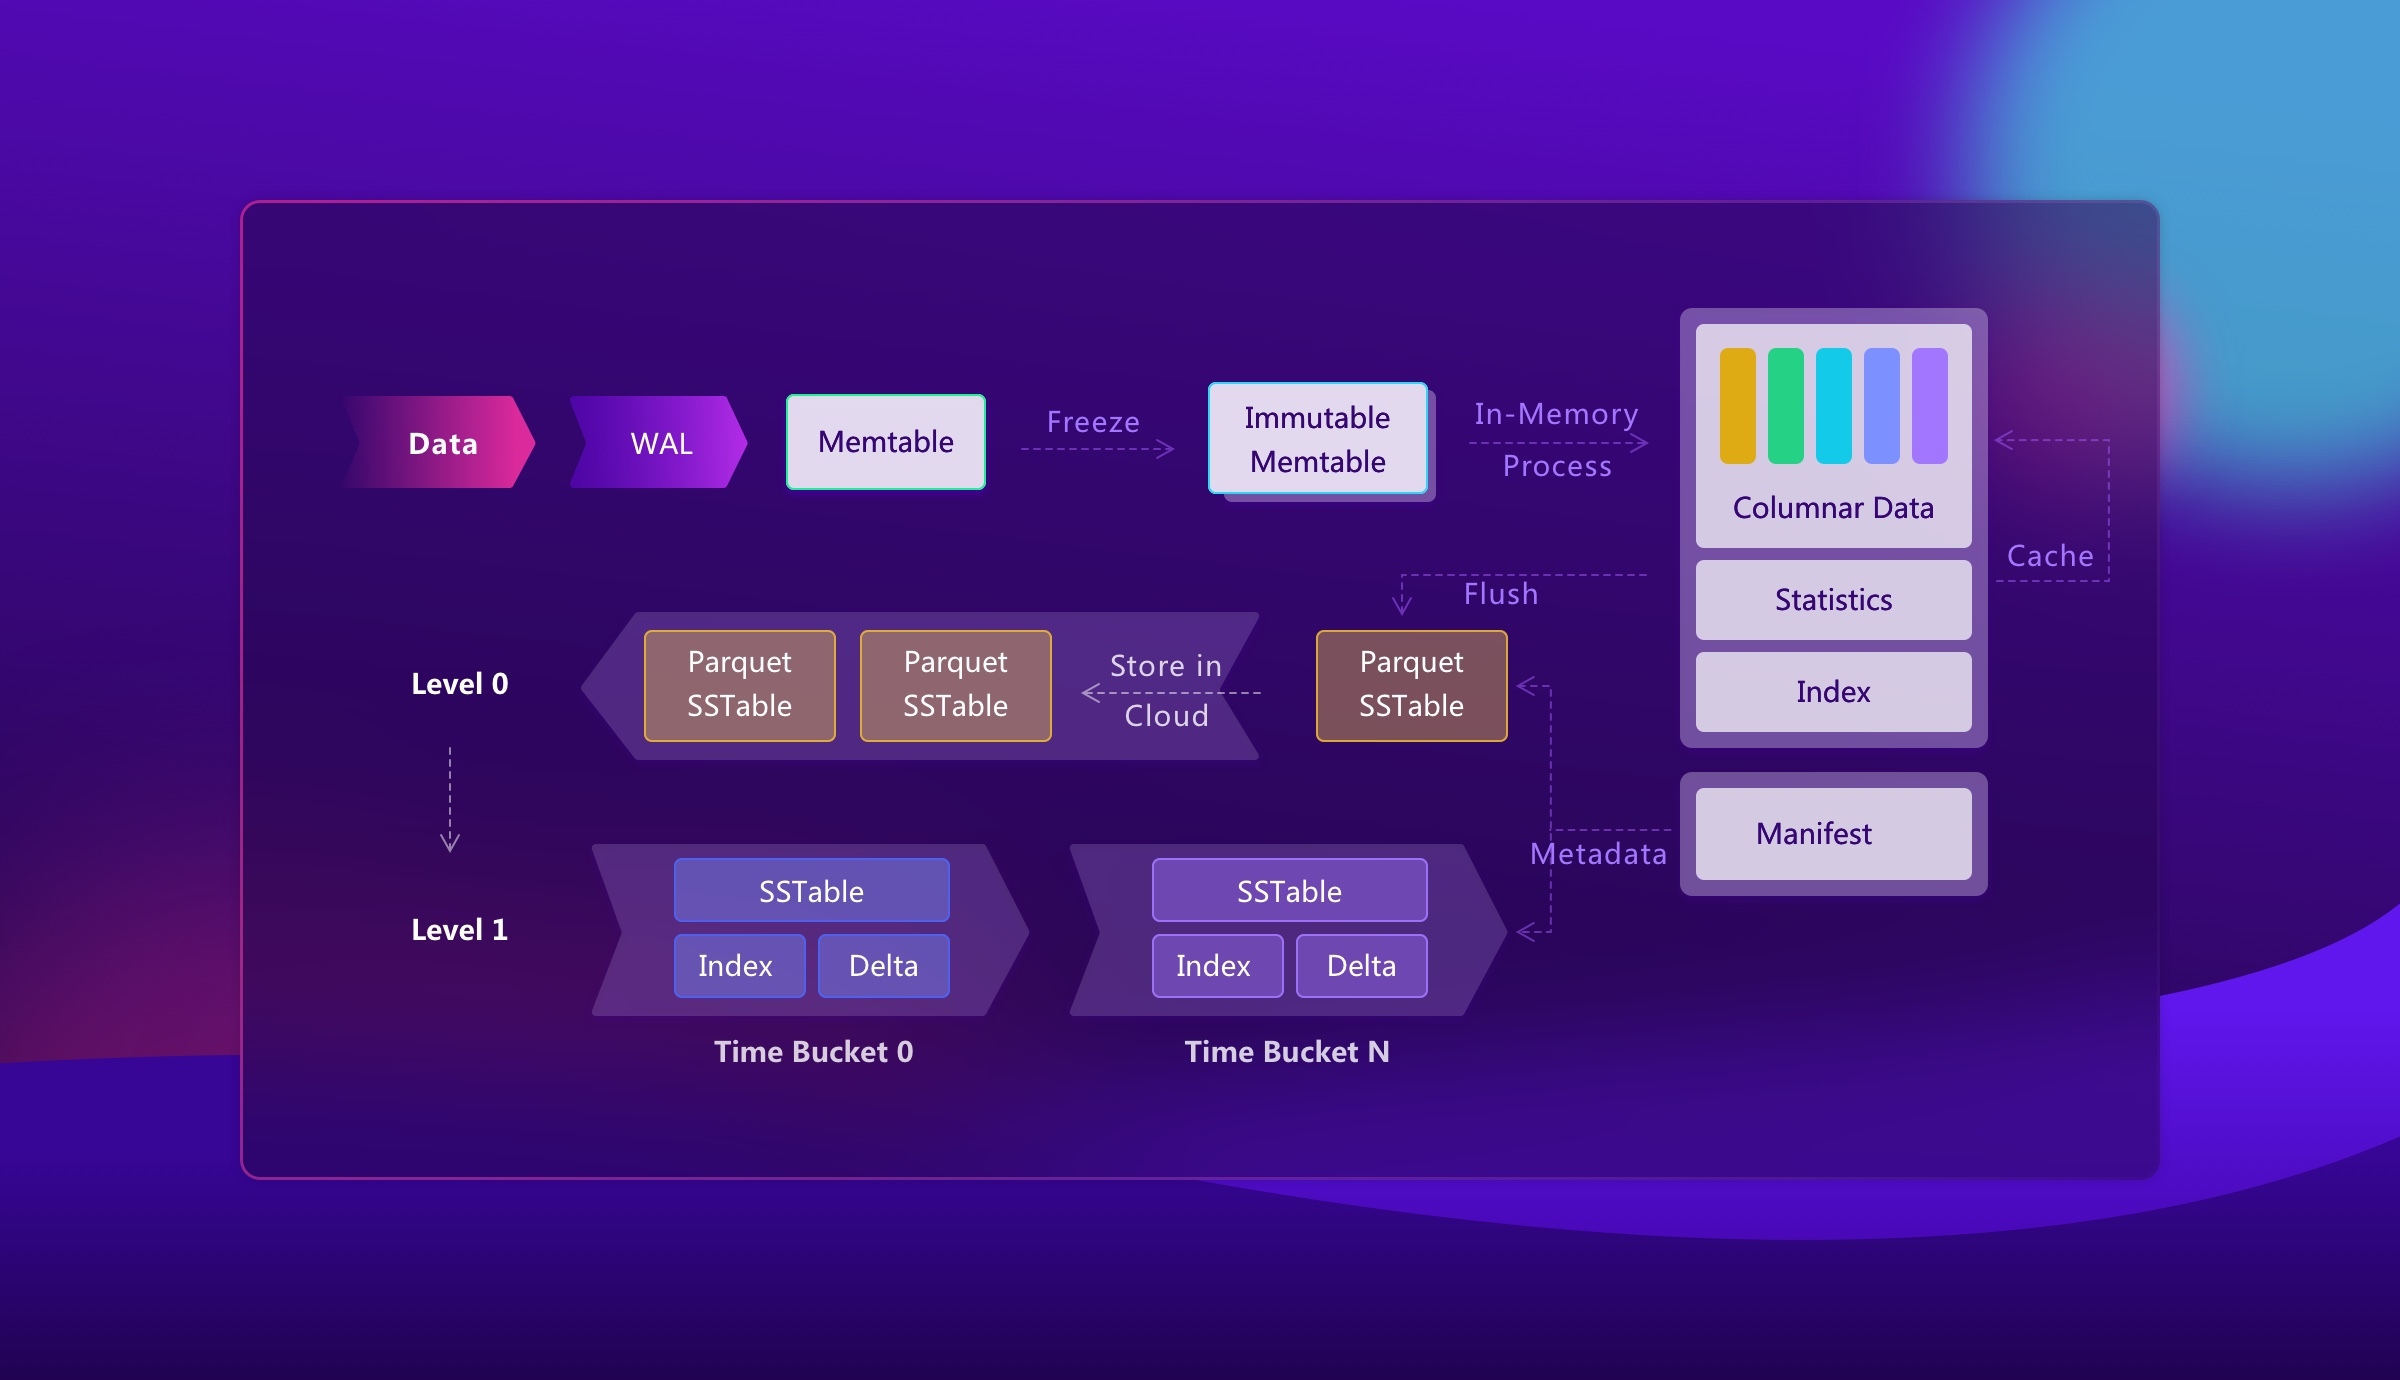 Data
WAL
Memtable
Freeze
Immutable
Memtable
In-Memory
Process
Columnar Data
Statistics
Index
Cache
Flush
Level 0
Parquet
SSTable
Parquet
SSTable
Store in
Cloud
Parquet
SSTable
Manifest
Metadata
Level 1
SSTable
Index
Delta
Time Bucket 0
SSTable
Index
Delta
Time Bucket N